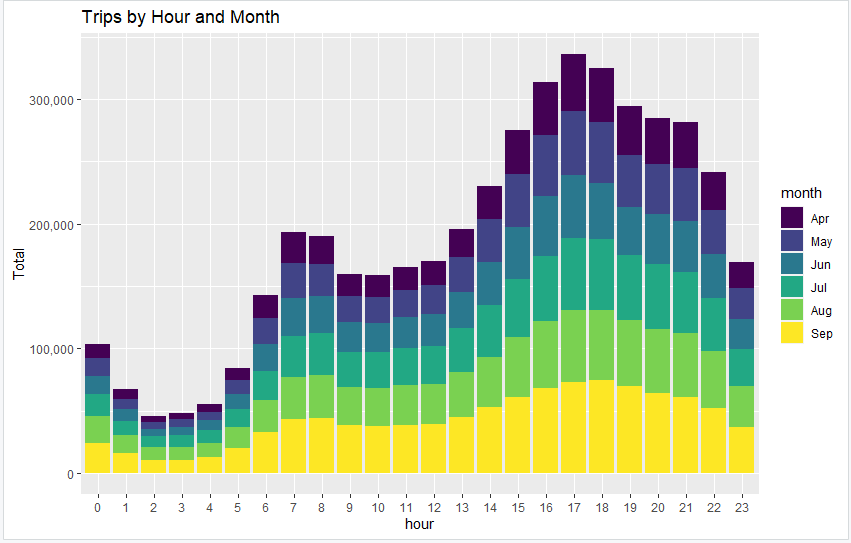 Trips by Hour and Month
300,000
200,000
100,000
0
Total
0 1 2 3 4 5 6 7 8 9 10 11 12 13 14 15 16 17 18 19 20 21 22 23
hour
month
Apr
May
Jun
Jul
Aug
Sep